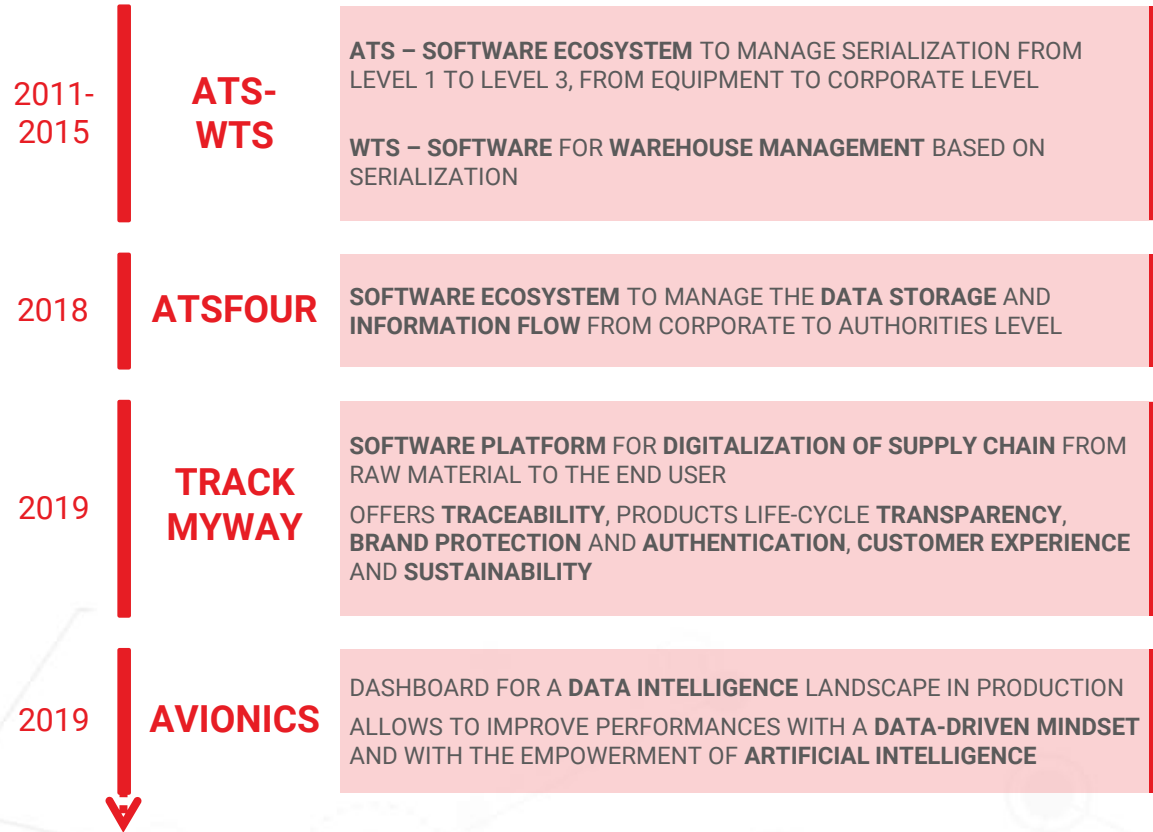 2011-
2015
ATS-
WTS
ATS – SOFTWARE ECOSYSTEM TO MANAGE SERIALIZATION FROM
LEVEL 1 TO LEVEL 3, FROM EQUIPMENT TO CORPORATE LEVEL
WTS – SOFTWARE FOR WAREHOUSE MANAGEMENT BASED ON
SERIALIZATION
2018
ATSFOUR
SOFTWARE ECOSYSTEM TO MANAGE THE DATA STORAGE AND
INFORMATION FLOW FROM CORPORATE TO AUTHORITIES LEVEL
2019
TRACK
MYWAY
SOFTWARE PLATFORM FOR DIGITALIZATION OF SUPPLY CHAIN FROM
RAW MATERIAL TO THE END USER
OFFERS TRACEABILITY, PRODUCTS LIFE-CYCLE TRANSPARENCY,
BRAND PROTECTION AND AUTHENTICATION, CUSTOMER EXPERIENCE
AND SUSTAINABILITY
2019
AVIONICS
DASHBOARD FOR A DATA INTELLIGENCE LANDSCAPE IN PRODUCTION
ALLOWS TO IMPROVE PERFORMANCES WITH A DATA-DRIVEN MINDSET
AND WITH THE EMPOWERMENT OF ARTIFICIAL INTELLIGENCE